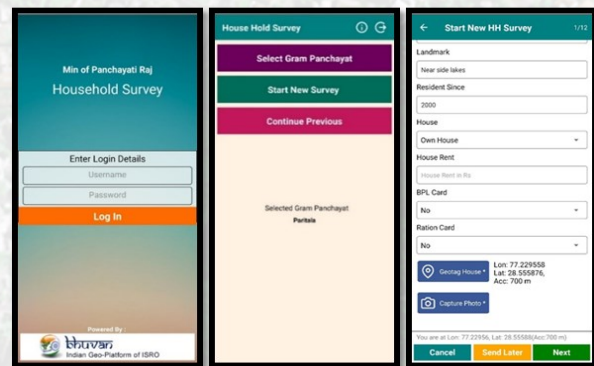 Min of Panchayati Raj
Household Survey
Enter Login Details
Username
Password
Log In
Powered By :
bhuvan
Indian Geo-Platform of ISRO
House Hold Survey
Select Gram Panchayat
Start New Survey
Continue Previous
Selected Gram Panchayat
Paritala
Start New HH Survey 1/12
Landmark
Near side lakes
Resident Since
2000
House
Own House
House Rent
House Rent in Rs
BPL Card
No
Ration Card
No
Geotag House *
Lon: 77.229558
Lat: 28.555876,
Acc: 700 m
Capture Photo *
You are at Lon: 77.22956, Lat: 28.55588(Acc:700 m)
Cancel Send Later Next